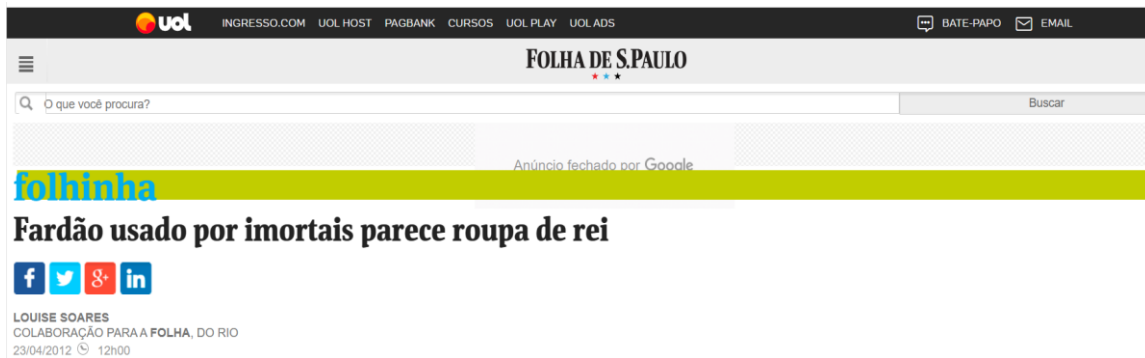 uol INGRESSO.COM UOL HOST PAGBANK CURSOS UOL PLAY UOL ADS BATE-PAPO EMAIL
FOLHA DE S.PAULO
O que você procura? Buscar
Anúncio fechado por Google
folhinha
Fardão usado por imortais parece roupa de rei
f 8+ in
LOUISE SOARES
COLABORAÇÃO PARA A FOLHA, DO RIO
23/04/2012 12h00